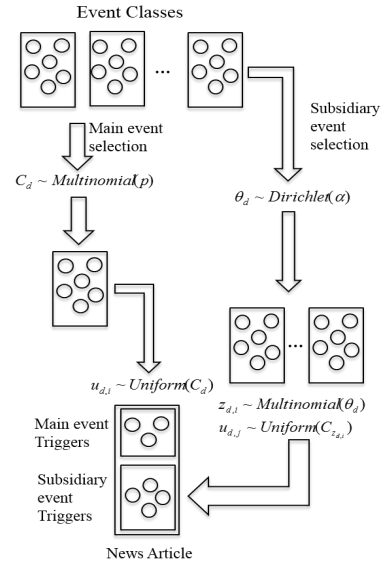 Event Classes
...
Main event
selection
Subsidiary
event
selection
C_d ~ Multinomial(p)
θ_d ~ Dirichlet(α)
...
u_{d,i} ~ Uniform(C_d)
z_{d,i} ~ Multinomial(θ_d)
u_{d,j} ~ Uniform(C_{z_{d,i}})
Main event
Triggers
Subsidiary
event
Triggers
News Article